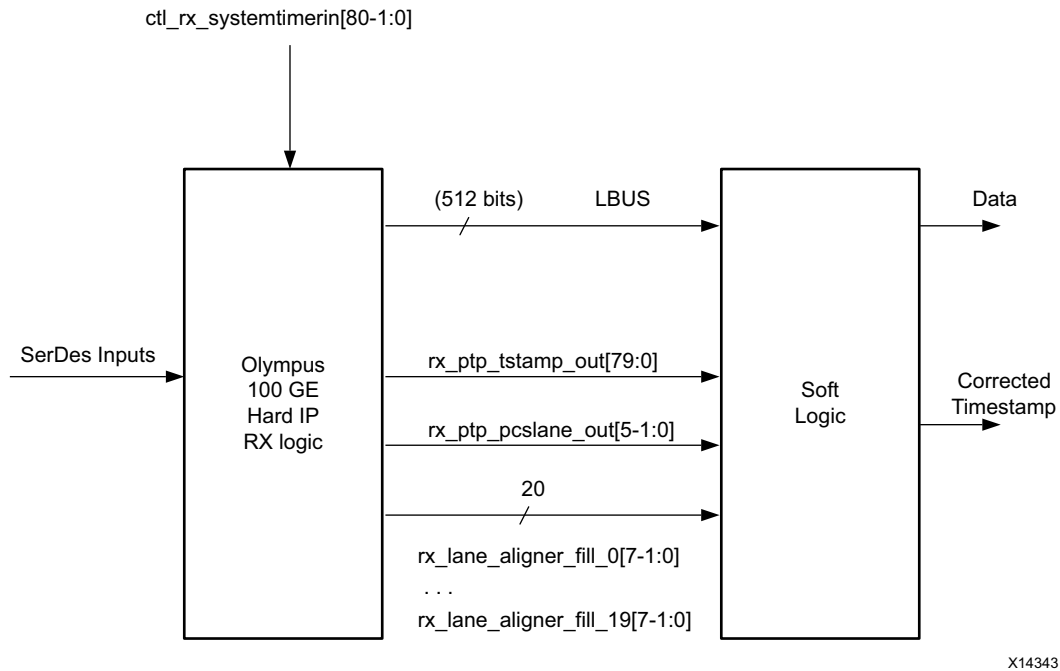 ctl_rx_systemtimerin[80-1:0]
(512 bits) LBUS
Data
SerDes Inputs
Olympus
100 GE
Hard IP
RX logic
rx_ptp_tstamp_out[79:0]
rx_ptp_pcslane_out[5-1:0]
20
rx_lane_aligner_fill_0[7-1:0]
. . .
rx_lane_aligner_fill_19[7-1:0]
Soft
Logic
Corrected
Timestamp
X14343